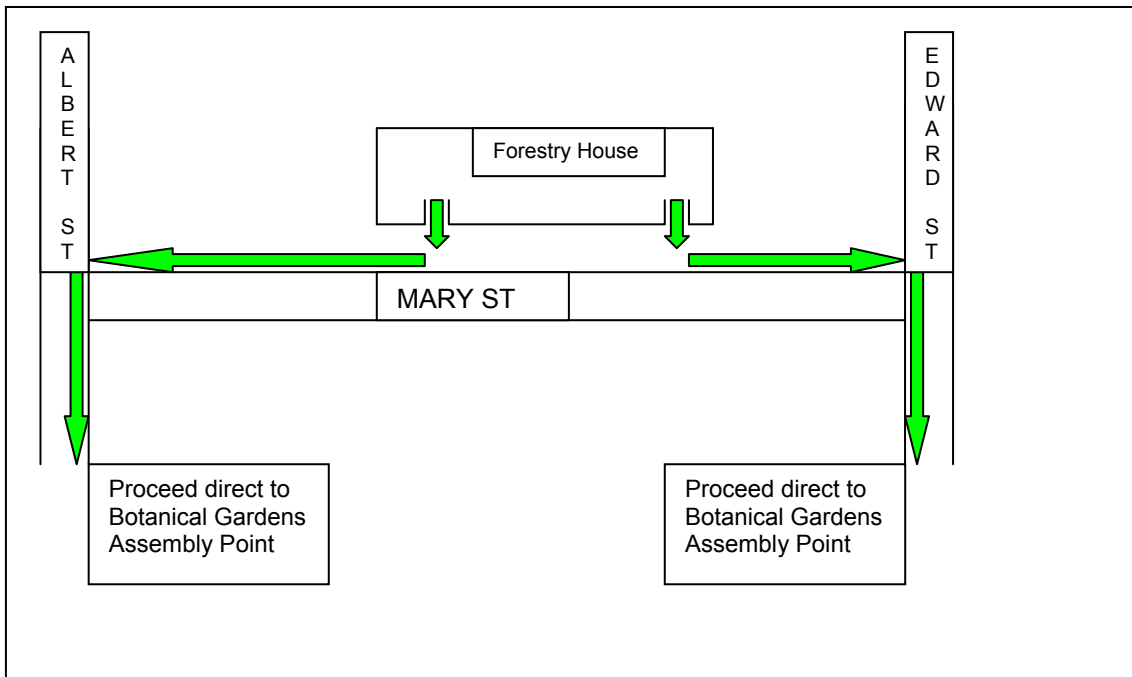 ALBERT ST
EDWARD ST
Forestry House
MARY ST
Proceed direct to
Botanical Gardens
Assembly Point
Proceed direct to
Botanical Gardens
Assembly Point